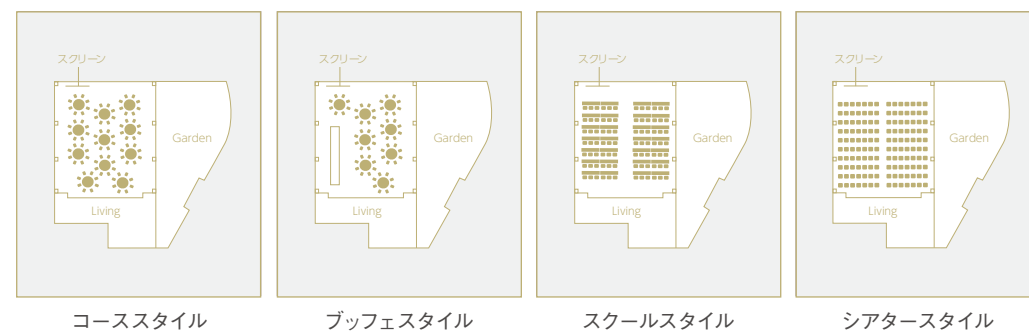 スクリーン
Garden
Living
コーススタイル
スクリーン
Garden
Living
ブッフェスタイル
スクリーン
Garden
Living
スクールスタイル
スクリーン
Garden
Living
シアタースタイル